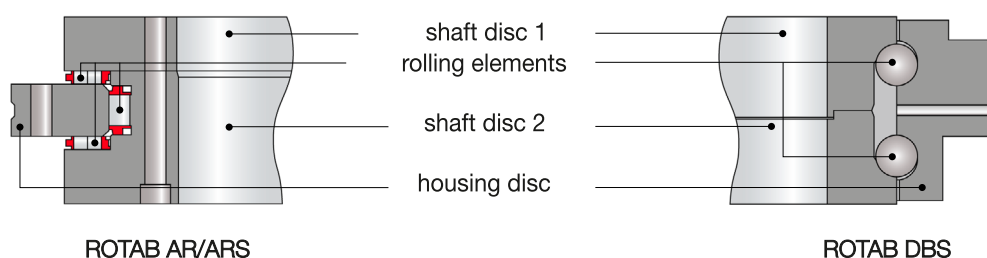 shaft disc 1
rolling elements
shaft disc 2
housing disc
ROTAB AR/ARS
ROTAB DBS